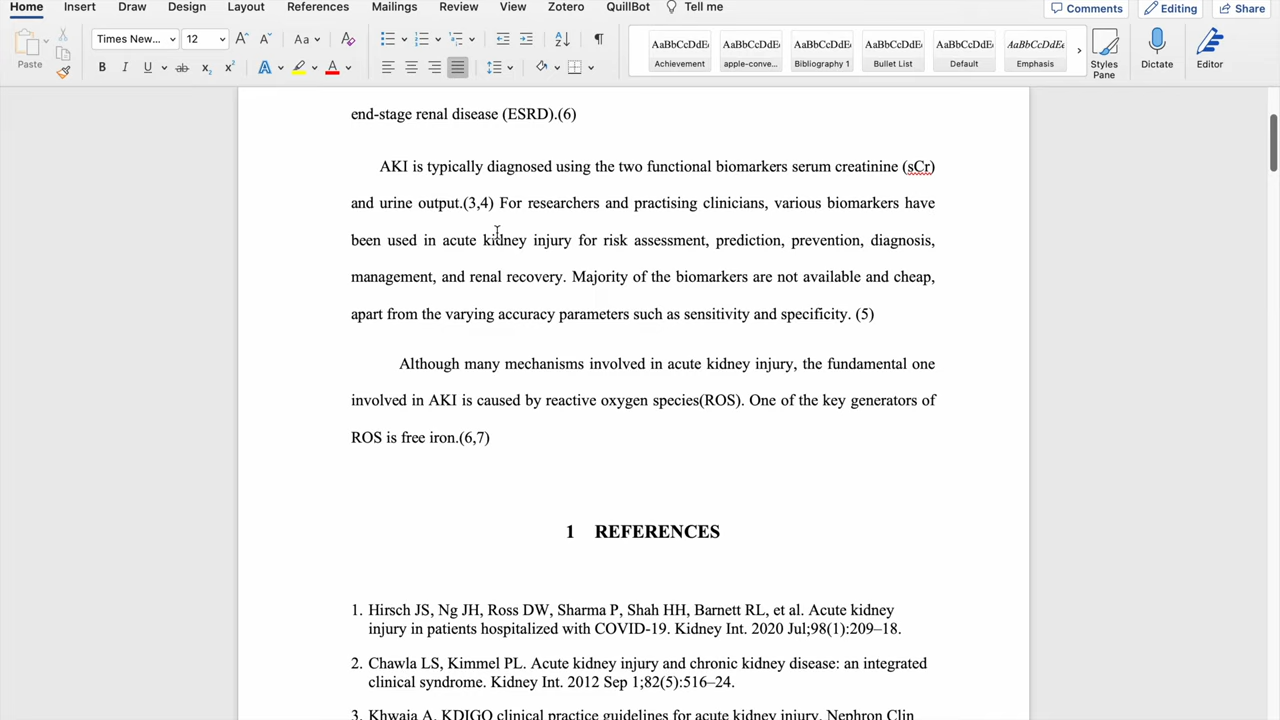 Home Insert Draw Design Layout References Mailings Review View Zotero QuillBot Tell me Comments Editing Share
Paste Times New... 12 Aa AaBbCcDdE AaBbCcDdE AaBbCcDdE AaBbCcDdE AaBbCcDdE AaBbCcDdEe
Achievement apple-conve... Bibliography 1 Bullet List Default Emphasis Styles Pane Dictate Editor
end-stage renal disease (ESRD).(6)
AKI is typically diagnosed using the two functional biomarkers serum creatinine (sCr)
and urine output.(3,4) For researchers and practising clinicians, various biomarkers have
been used in acute kidney injury for risk assessment, prediction, prevention, diagnosis,
management, and renal recovery. Majority of the biomarkers are not available and cheap,
apart from the varying accuracy parameters such as sensitivity and specificity. (5)
Although many mechanisms involved in acute kidney injury, the fundamental one
involved in AKI is caused by reactive oxygen species(ROS). One of the key generators of
ROS is free iron.(6,7)
1 REFERENCES
1. Hirsch JS, Ng JH, Ross DW, Sharma P, Shah HH, Barnett RL, et al. Acute kidney
injury in patients hospitalized with COVID-19. Kidney Int. 2020 Jul;98(1):209–18.
2. Chawla LS, Kimmel PL. Acute kidney injury and chronic kidney disease: an integrated
clinical syndrome. Kidney Int. 2012 Sep 1;82(5):516–24.
3. Khwaja A. KDIGO clinical practice guidelines for acute kidney injury. Nephron Clin